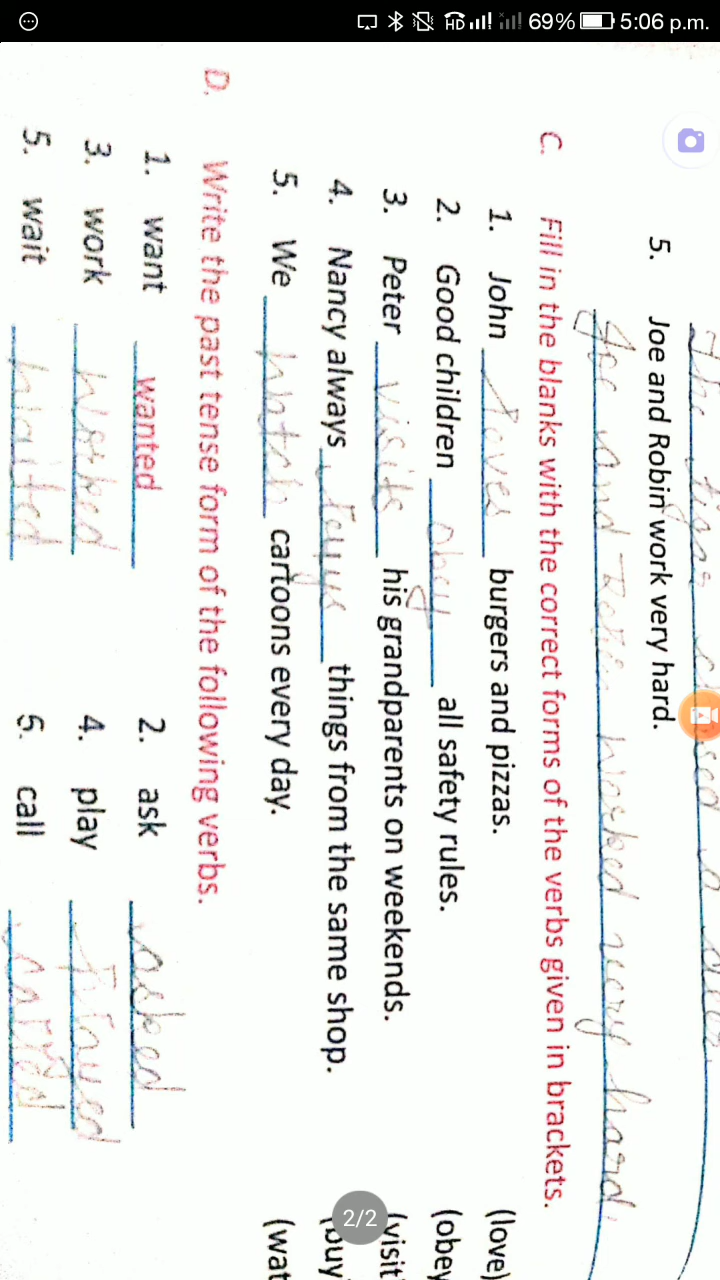 69% 5:06 p.m.
5. Joe and Robin work very hard.
Joe and worked very hard.
C. Fill in the blanks with the correct forms of the verbs given in brackets.
1. John loves burgers and pizzas. (love)
2. Good children obey all safety rules. (obey
3. Peter visits his grandparents on weekends. (visit
4. Nancy always things from the same shop. (buy
5. We watch cartoons every day. (wat
D. Write the past tense form of the following verbs.
1. want wanted 2. ask asked
3. work worked 4. play played
5. wait waited 6. call called
2/2